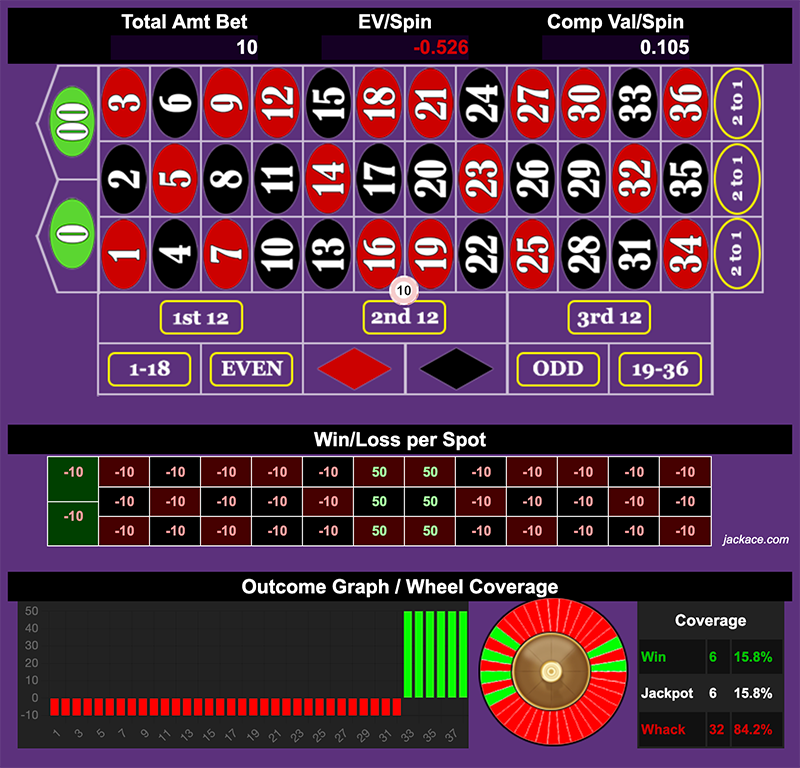 Total Amt Bet EV/Spin Comp Val/Spin
10 -0.526 0.105
00 3 6 9 12 15 18 21 24 27 30 33 36 2 to 1
2 5 8 11 14 17 20 23 26 29 32 35 2 to 1
0 1 4 7 10 13 16 19 22 25 28 31 34 2 to 1
10
1st 12 2nd 12 3rd 12
1-18 EVEN ODD 19-36
Win/Loss per Spot
-10 -10 -10 -10 -10 -10 50 50 -10 -10 -10 -10 -10
-10 -10 -10 -10 -10 50 50 -10 -10 -10 -10 -10
-10 -10 -10 -10 -10 -10 50 50 -10 -10 -10 -10 -10
jackace.com
Outcome Graph / Wheel Coverage
50
40
30
20
10
0
-10
1 3 5 7 9 11 13 15 17 19 21 23 25 27 29 31 33 35 37
Coverage
Win 6 15.8%
Jackpot 6 15.8%
Whack 32 84.2%